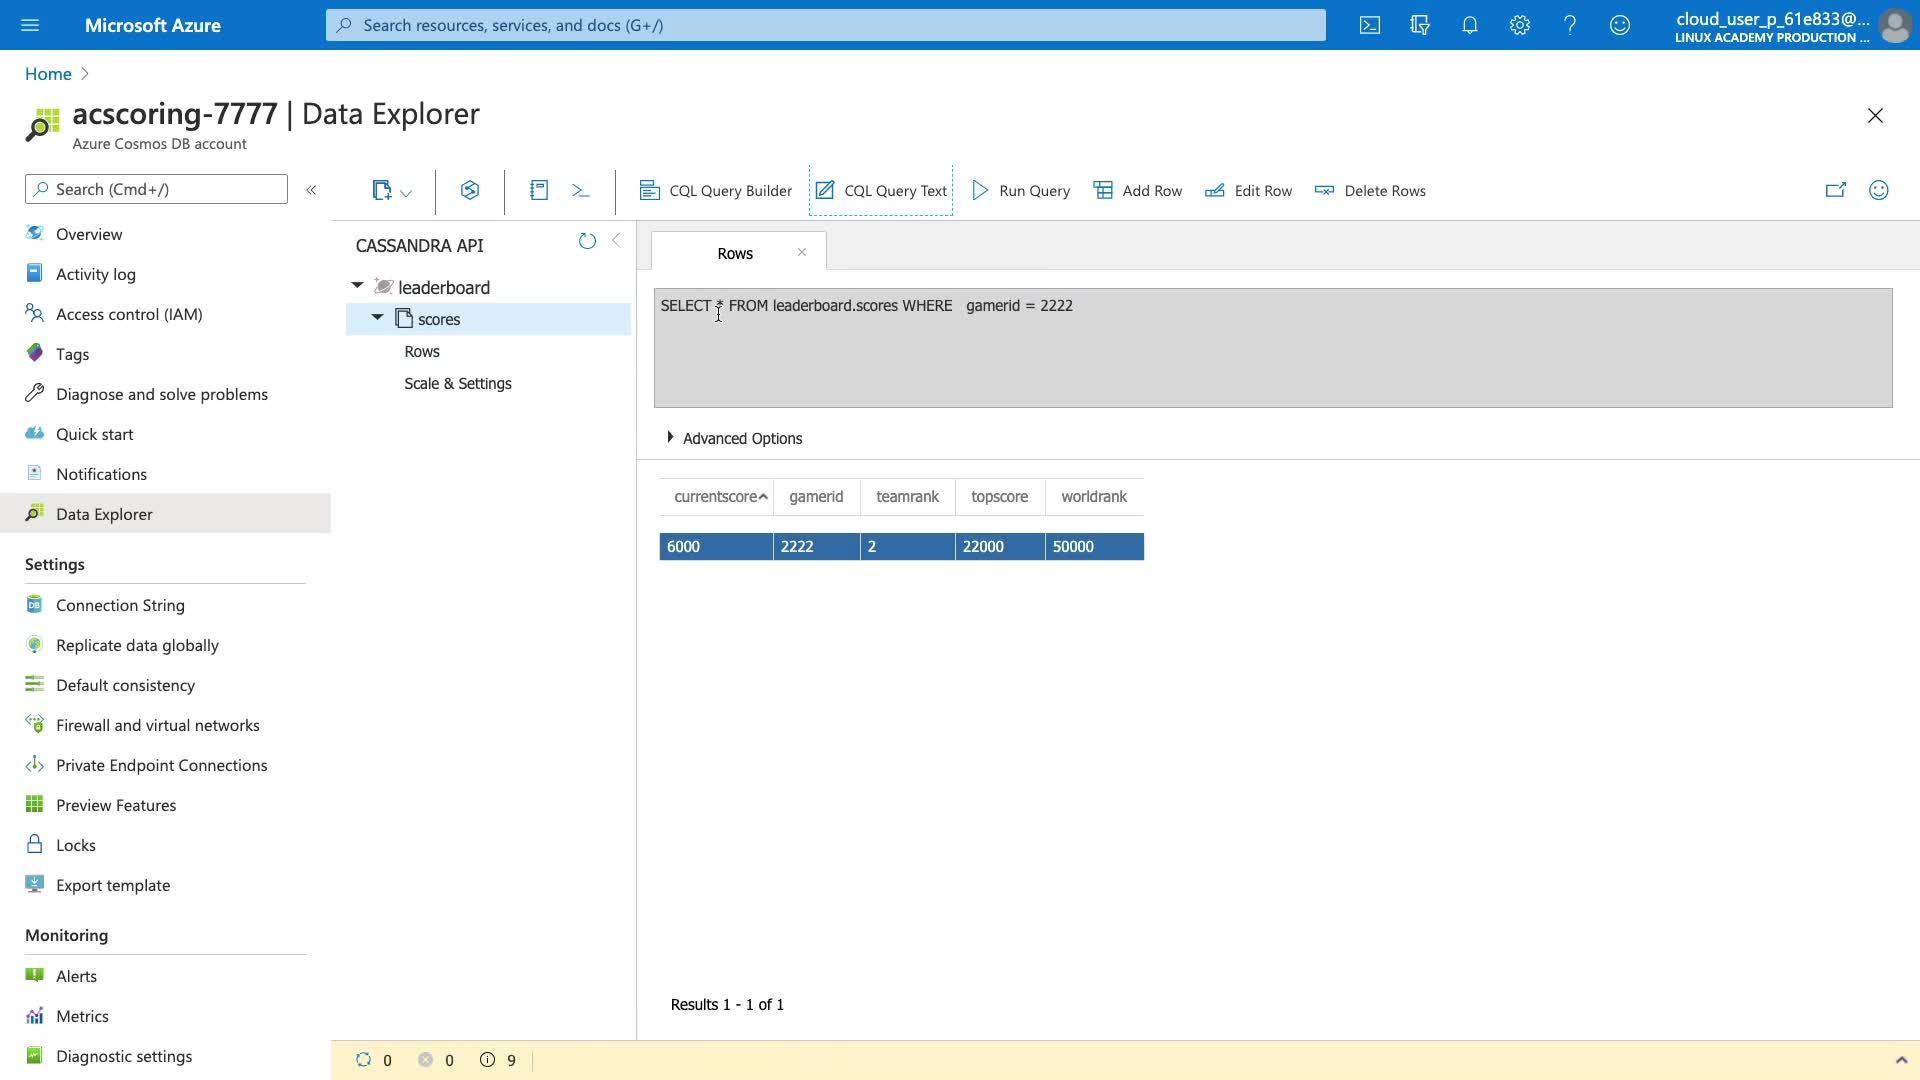 Microsoft Azure
Search resources, services, and docs (G+/)
cloud_user_p_61e833@...
LINUX ACADEMY PRODUCTION ...
Home
acscoring-7777 | Data Explorer
Azure Cosmos DB account
Search (Cmd+/)
Overview
Activity log
Access control (IAM)
Tags
Diagnose and solve problems
Quick start
Notifications
Data Explorer
Settings
Connection String
Replicate data globally
Default consistency
Firewall and virtual networks
Private Endpoint Connections
Preview Features
Locks
Export template
Monitoring
Alerts
Metrics
Diagnostic settings
CQL Query Builder
CQL Query Text
Run Query
Add Row
Edit Row
Delete Rows
CASSANDRA API
leaderboard
scores
Rows
Scale & Settings
Rows
SELECT * FROM leaderboard.scores WHERE gamerid = 2222
Advanced Options
currentscore gamerid teamrank topscore worldrank
6000 2222 2 22000 50000
Results 1 - 1 of 1
0 0 9